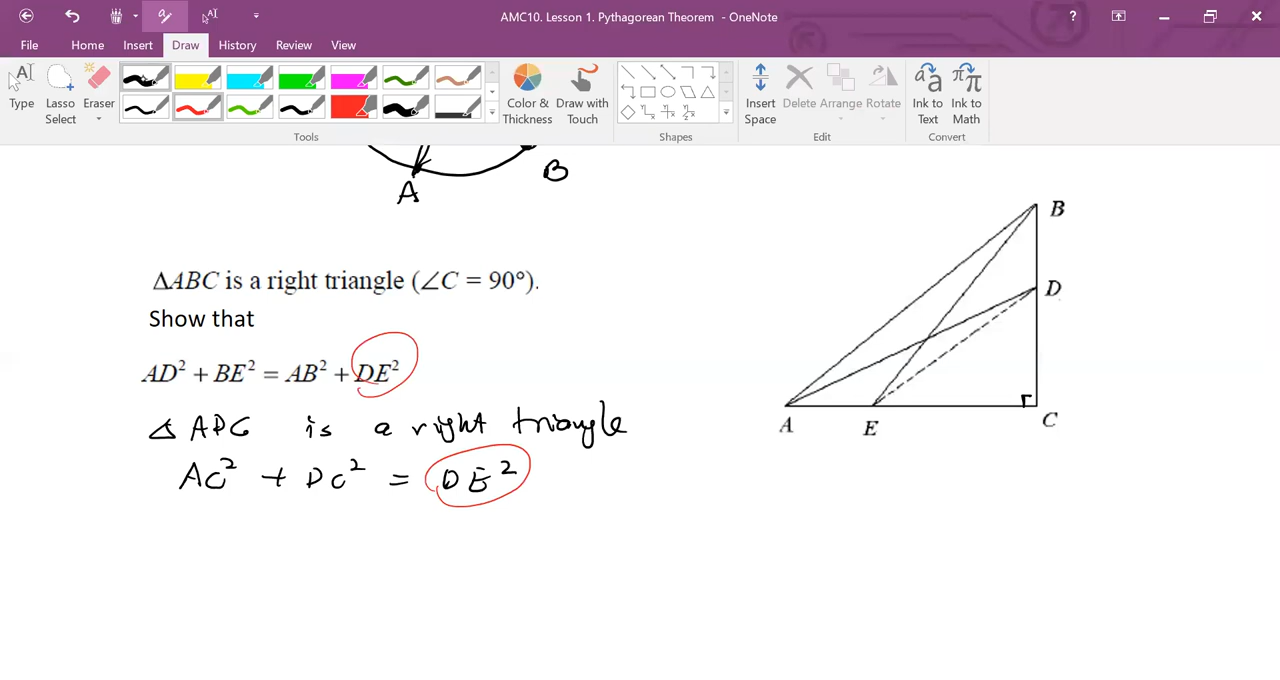 AMC10. Lesson 1. Pythagorean Theorem - OneNote
?
File Home Insert Draw History Review View
Type
Lasso Select
Eraser
Color & Thickness
Draw with Touch
Insert Space
Delete
Arrange
Rotate
Ink to Text
Ink to Math
Tools
Shapes
Edit
Convert
A
B
ΔABC is a right triangle (∠C = 90°).
Show that
AD² + BE² = AB² + DE²
Δ ADC is a right triangle
AC² + DC² = DE²
B
D
A
E
C